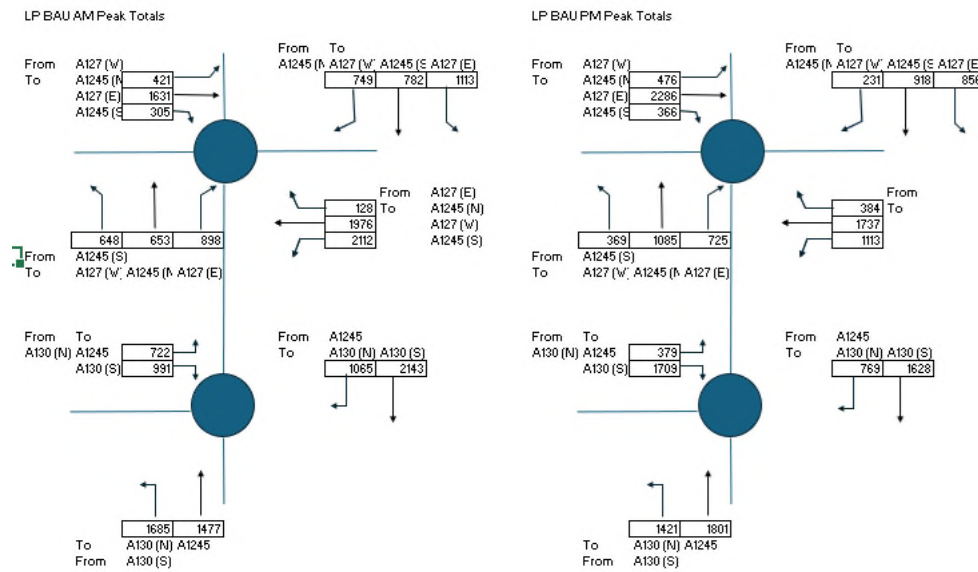 LP BAU AM Peak Totals
From A127 (W)
To A1245 (N 421
A127 (E) 1631
A1245 (S 305
From To
A1245 (N A127 (W) A1245 (S A127 (E)
749 782 1113
From A127 (E)
128 To A1245 (N)
1976 A127 (W)
2112 A1245 (S)
648 653 898
From A1245 (S)
To A127 (W) A1245 (N A127 (E)
From To
A130 (N) A1245 722
A130 (S) 991
From A1245
To A130 (N) A130 (S)
1065 2143
1685 1477
To A130 (N) A1245
From A130 (S)
LP BAU PM Peak Totals
From A127 (W)
To A1245 (N 476
A127 (E) 2286
A1245 (S 366
From To
A1245 (N A127 (W) A1245 (S A127 (E
231 918 856
From
384 To
1737
1113
369 1085 725
From A1245 (S)
To A127 (W) A1245 (N A127 (E)
From To
A130 (N) A1245 379
A130 (S) 1709
From A1245
To A130 (N) A130 (S)
769 1628
1421 1801
To A130 (N) A1245
From A130 (S)